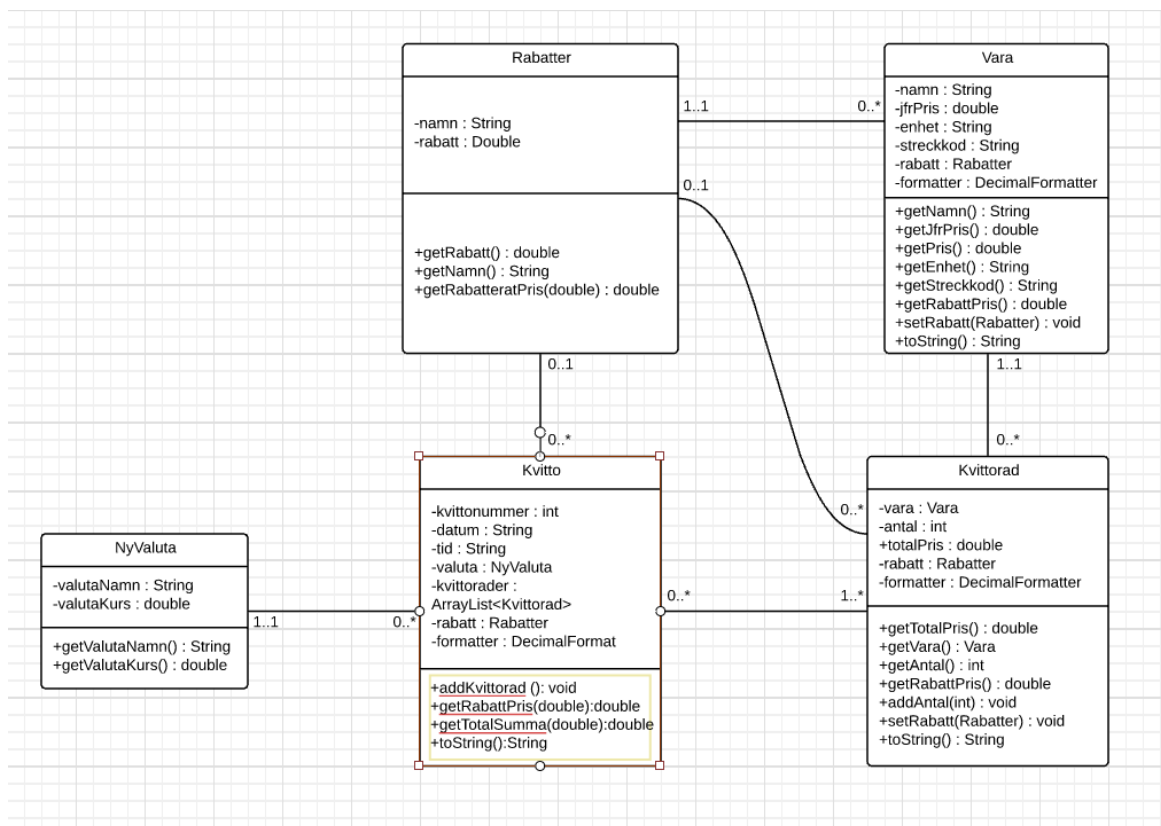 Rabatter
-namn : String
-rabatt : Double
+getRabatt() : double
+getNamn() : String
+getRabatteratPris(double) : double
1..1
0..*
0..1
Vara
-namn : String
-jfrPris : double
-enhet : String
-streckkod : String
-rabatt : Rabatter
-formatter : DecimalFormatter
+getNamn() : String
+getJfrPris() : double
+getPris() : double
+getEnhet() : String
+getStreckkod() : String
+getRabattPris() : double
+setRabatt(Rabatter) : void
+toString() : String
0..1
0..*
1..1
0..*
NyValuta
-valutaNamn : String
-valutaKurs : double
+getValutaNamn() : String
+getValutaKurs() : double
1..1
0..*
Kvitto
-kvittonummer : int
-datum : String
-tid : String
-valuta : NyValuta
-kvittorader :
ArrayList<Kvittorad>
-rabatt : Rabatter
-formatter : DecimalFormat
+addKvittorad (): void
+getRabattPris(double):double
+getTotalSumma(double):double
+toString():String
0..*
1..*
0..*
Kvittorad
-vara : Vara
-antal : int
+totalPris : double
-rabatt : Rabatter
-formatter : DecimalFormatter
+getTotalPris() : double
+getVara() : Vara
+getAntal() : int
+getRabattPris() : double
+addAntal(int) : void
+setRabatt(Rabatter) : void
+toString() : String